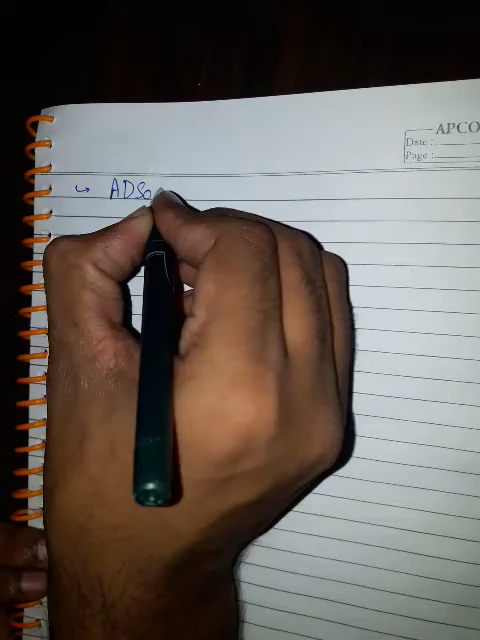 APCO
Date :
Page :
↪ ADSo